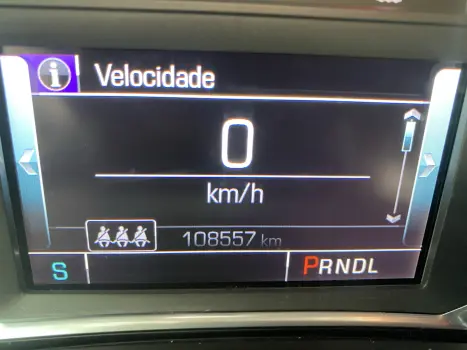 i Velocidade
0
km/h
108557 km
S PRNDL